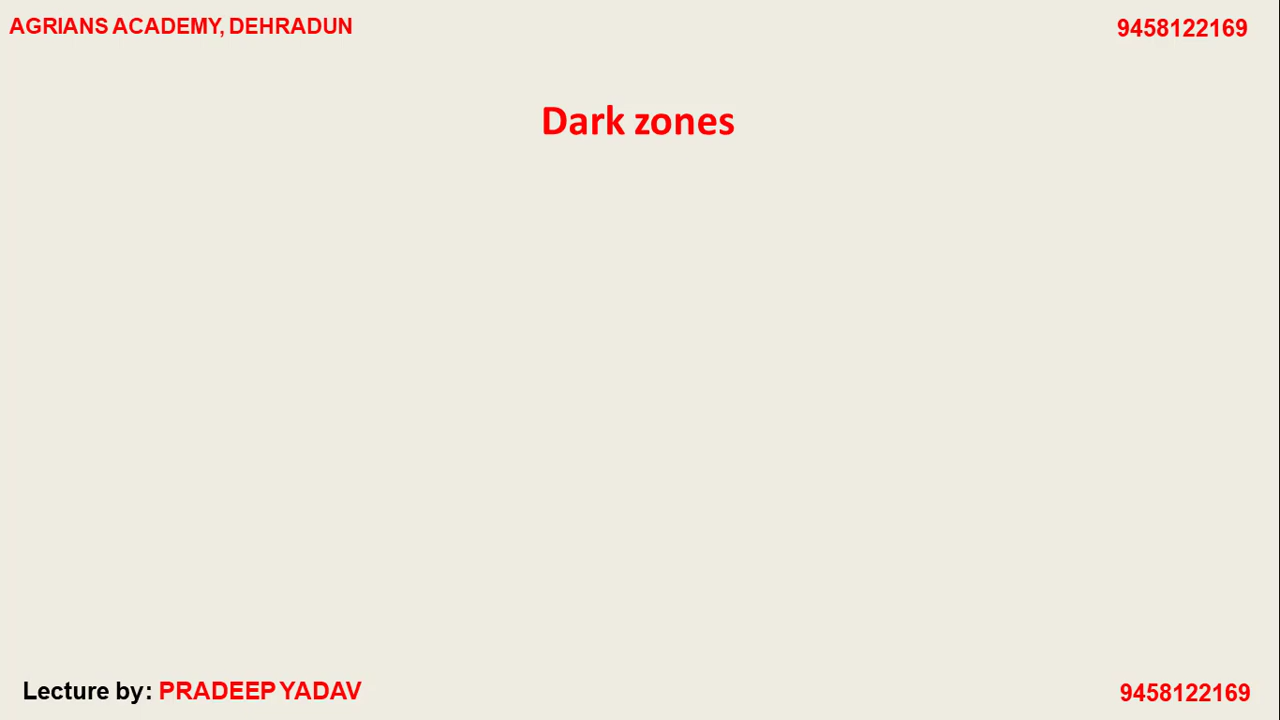 AGRIANS ACADEMY, DEHRADUN
9458122169
Dark zones
Lecture by: PRADEEP YADAV
9458122169